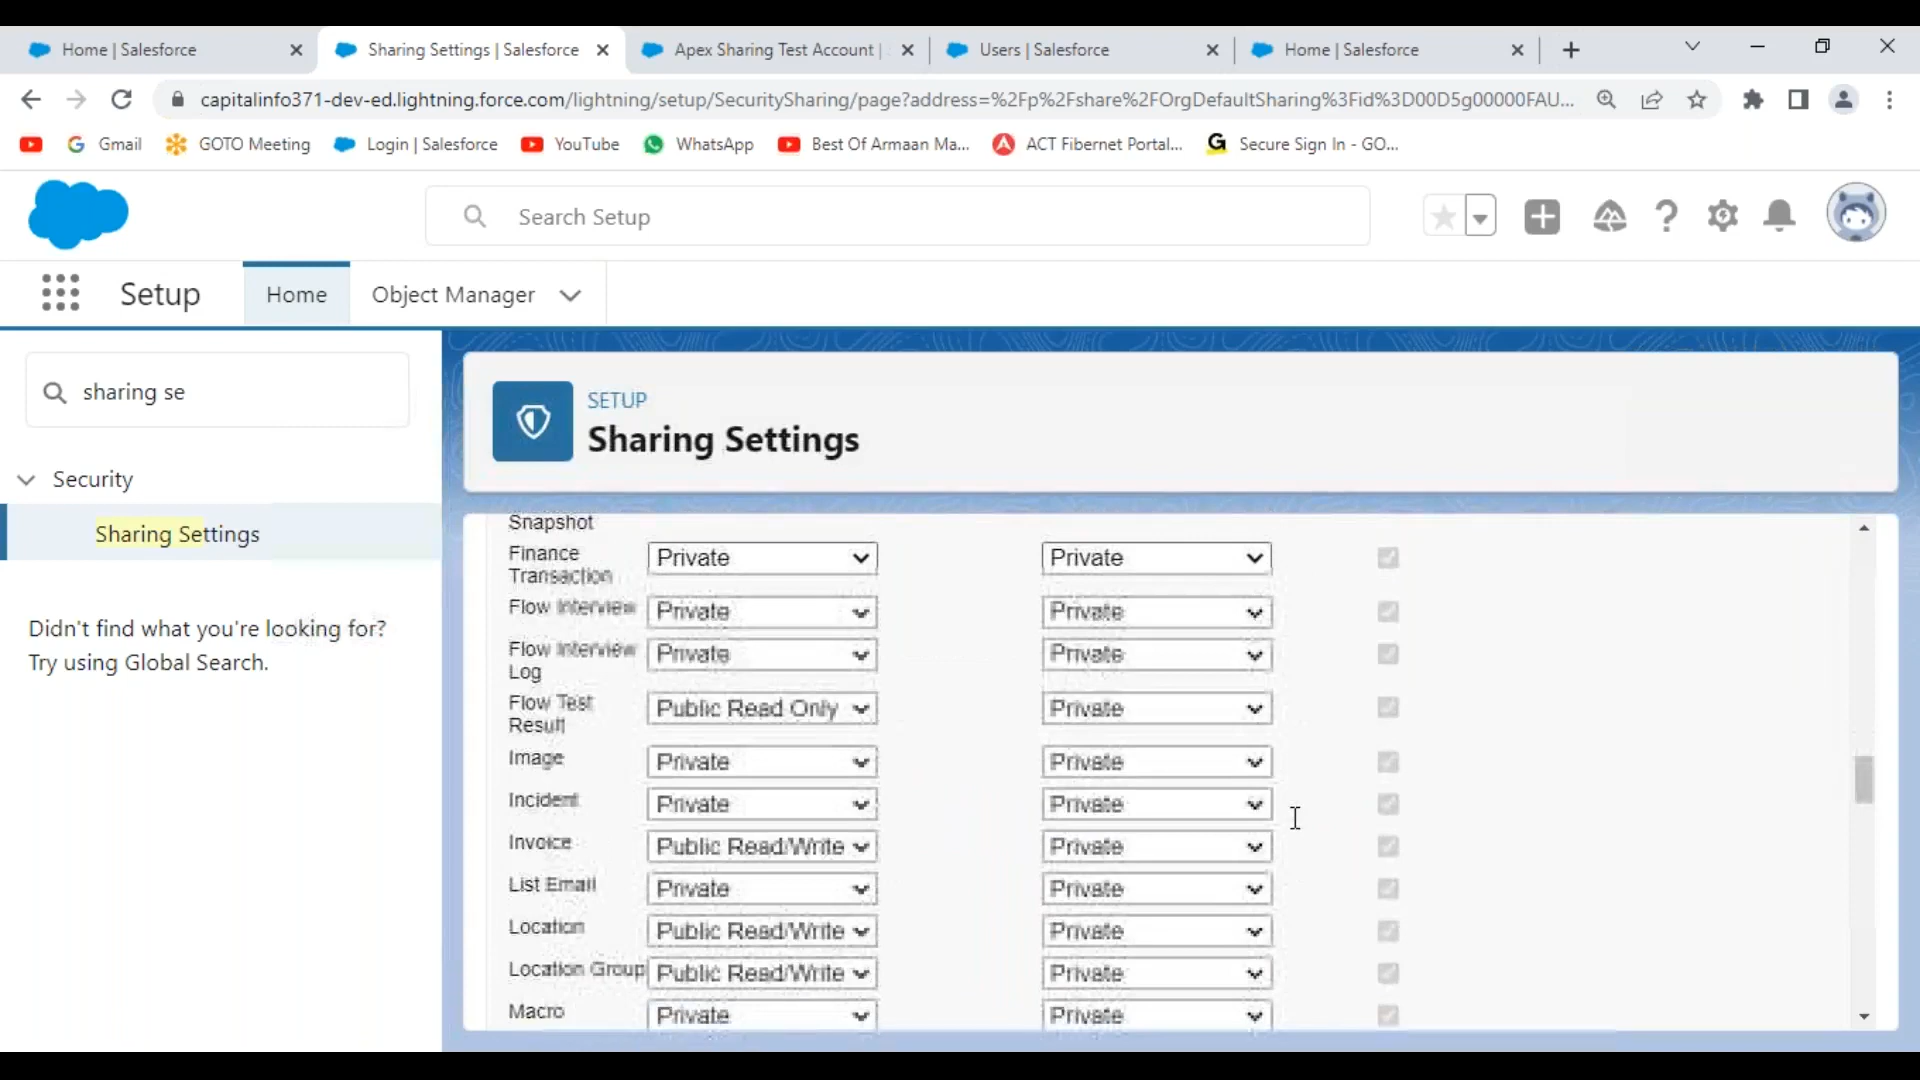 Home | Salesforce
Sharing Settings | Salesforce
Apex Sharing Test Account |
Users | Salesforce
Home | Salesforce
capitalinfo371-dev-ed.lightning.force.com/lightning/setup/SecuritySharing/page?address=%2Fp%2Fshare%2FOrgDefaultSharing%3Fid%3D00D5g00000FAU...
Gmail
GOTO Meeting
Login | Salesforce
YouTube
WhatsApp
Best Of Armaan Ma...
ACT Fibernet Portal...
Secure Sign In - GO...
Search Setup
Setup
Home
Object Manager
sharing se
Security
Sharing Settings
Didn't find what you're looking for?
Try using Global Search.
SETUP
Sharing Settings
Snapshot
Finance Transaction Private Private
Flow Interview Private Private
Flow Interview Log Private Private
Flow Test Result Public Read Only Private
Image Private Private
Incident Private Private
Invoice Public Read/Write Private
List Email Private Private
Location Public Read/Write Private
Location Group Public Read/Write Private
Macro Private Private